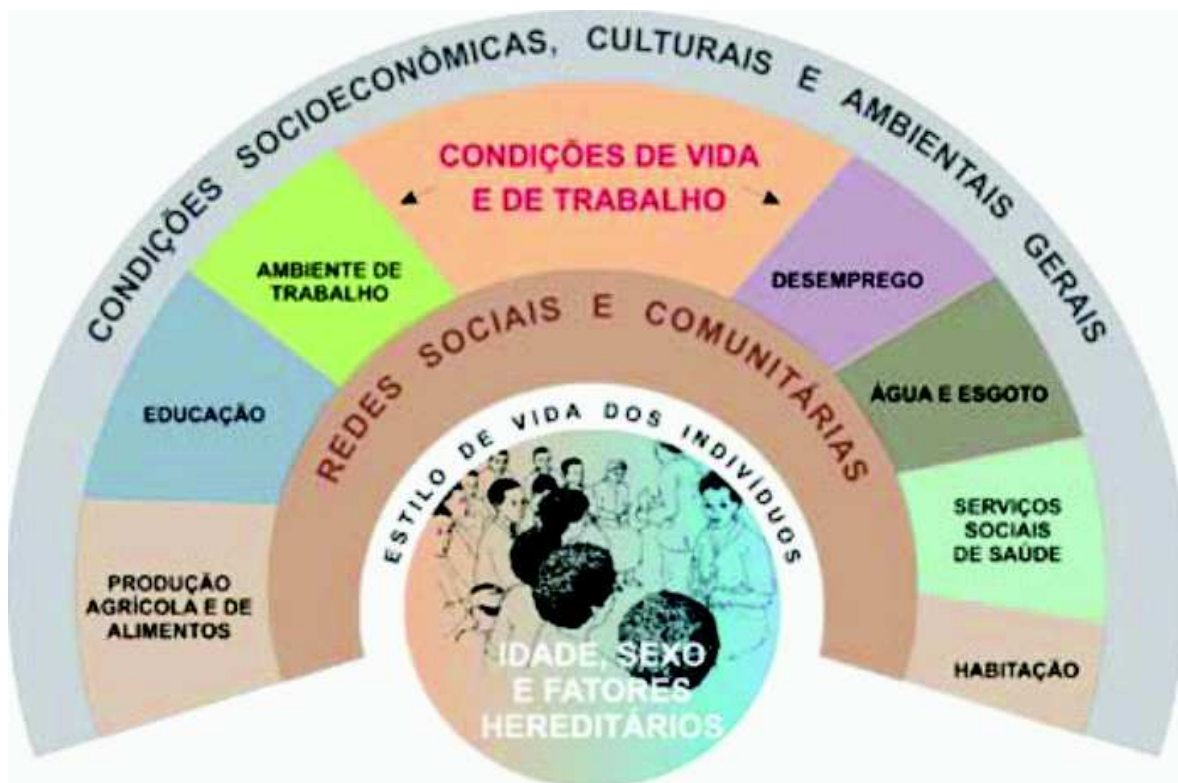 CONDIÇÕES SOCIOECONÔMICAS, CULTURAIS E AMBIENTAIS GERAIS
CONDIÇÕES DE VIDA
E DE TRABALHO
AMBIENTE DE
TRABALHO
DESEMPREGO
EDUCAÇÃO
ÁGUA E ESGOTO
PRODUÇÃO
AGRÍCOLA E DE
ALIMENTOS
SERVIÇOS
SOCIAIS
DE SAÚDE
HABITAÇÃO
REDES SOCIAIS E COMUNITÁRIAS
ESTILO DE VIDA DOS INDIVÍDUOS
IDADE, SEXO
E FATORES
HEREDITÁRIOS